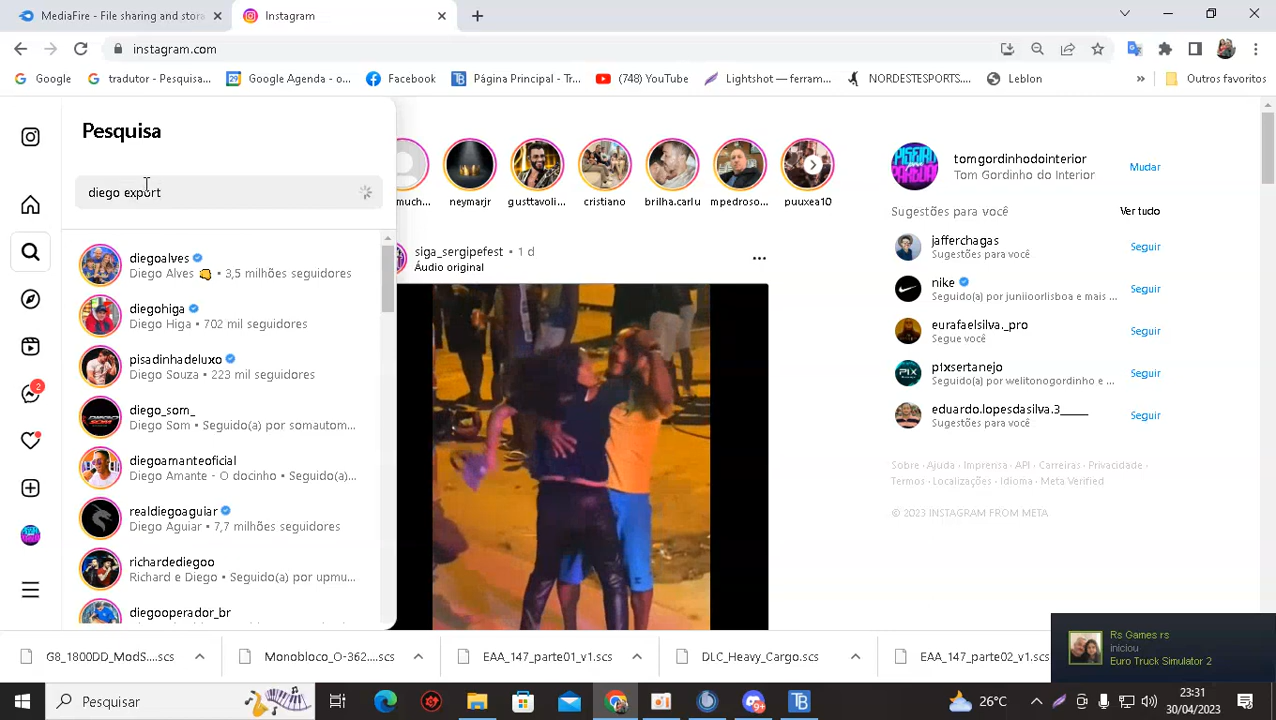 MediaFire - File sharing and stora
Instagram
instagram.com
Google
tradutor - Pesquisa...
Google Agenda - o...
Facebook
Página Principal - Tr...
(748) YouTube
Lightshot — ferram...
NORDESTESPORTS....
Lebron
»
Outros favoritos
Pesquisa
diego export
diegoalves
Diego Alves 👊 • 3,5 milhões seguidores
diegohiga
Diego Higa • 702 mil seguidores
pisadinhadeluxo
Diego Souza • 223 mil seguidores
diego_som_
Diego Som • Seguido(a) por somautom...
diegoamanteoficial
Diego Amante - O docinho • Seguido(a)...
realdiegoaguiar
Diego Aguiar • 7,7 milhões seguidores
richardediegoo
Richard e Diego • Seguido(a) por upmu...
diegooperador_br
2
much...
neymarjr
gusttavoli...
cristiano
brilha.carlu
mpedroso...
puuxea10
siga_sergipefest • 1 d
Áudio original
tomgordinhodointerior
Tom Gordinho do Interior
Mudar
Sugestões para você
Ver tudo
jafferchagas
Sugestões para você
Seguir
nike
Seguido(a) por juniioorlisboa e mais ...
Seguir
eurafaelsilva._pro
Segue você
Seguir
p1xsertanejo
Seguido(a) por welitonogordinho e ...
Seguir
eduardo.lopesdasilva.3_____
Sugestões para você
Seguir
Sobre · Ajuda · Imprensa · API · Carreiras · Privacidade ·
Termos · Localizações · Idioma · Meta Verified
© 2023 INSTAGRAM FROM META
Rs Games rs
iniciou
Euro Truck Simulator 2
G8_1800DD_ModS....scs
Monobloco_O-362....scs
EAA_147_parte01_v1.scs
DLC_Heavy_Cargo.scs
EAA_147_parte02_v1.scs
Pesquisar
26°C
23:31
30/04/2023